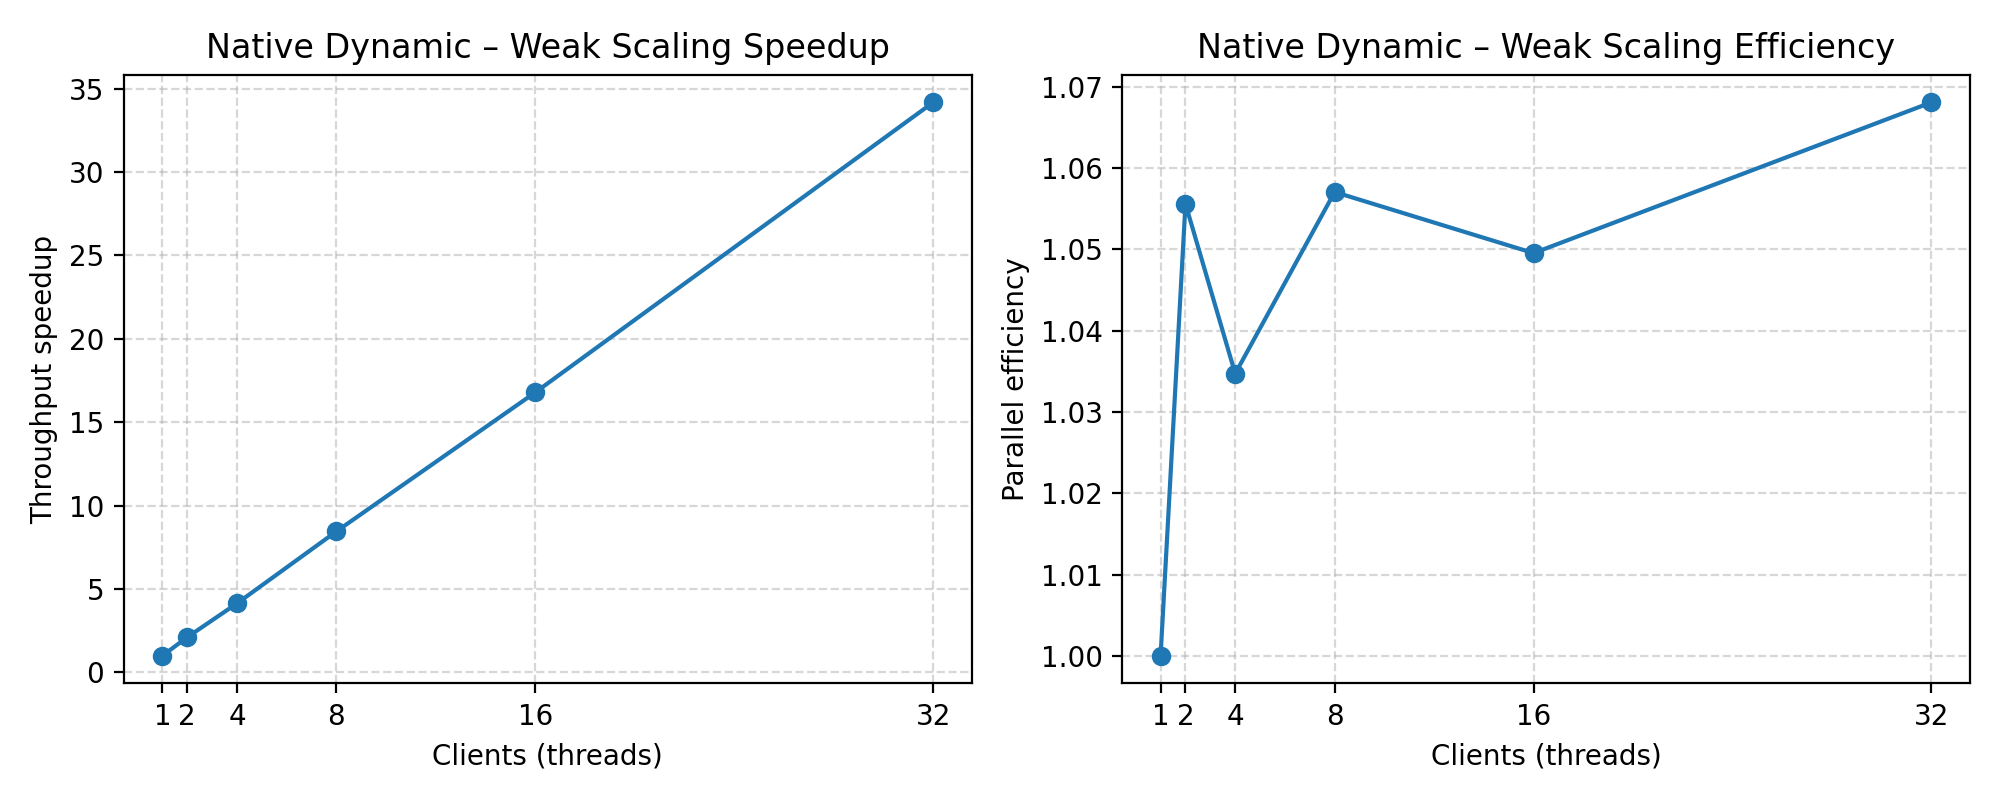 Native Dynamic – Weak Scaling Speedup
Throughput speedup
35
30
25
20
15
10
5
0
1 2 4 8 16 32
Clients (threads)
Native Dynamic – Weak Scaling Efficiency
Parallel efficiency
1.07
1.06
1.05
1.04
1.03
1.02
1.01
1.00
1 2 4 8 16 32
Clients (threads)